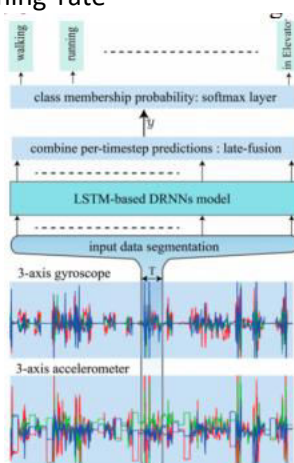 ning rate
walking
running
in Elevator
class membership probability: softmax layer
y
combine per-timestep predictions : late-fusion
LSTM-based DRNNs model
input data segmentation
3-axis gyroscope
T
3-axis accelerometer